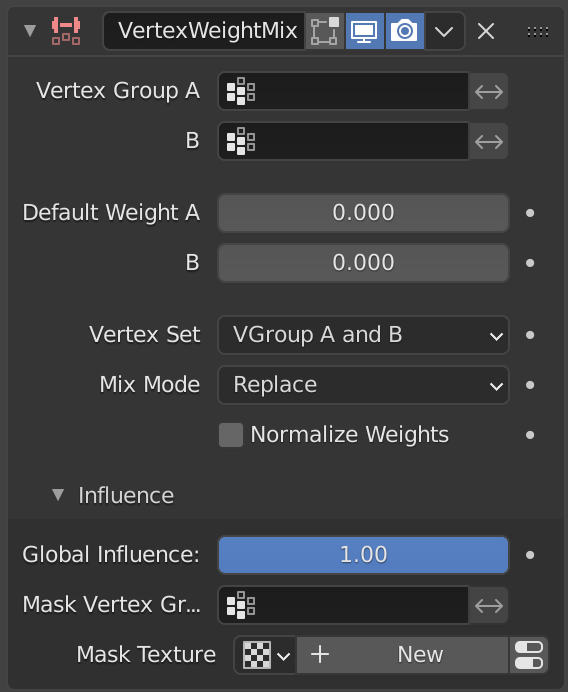 VertexWeightMix
Vertex Group A
B
Default Weight A 0.000
B 0.000
Vertex Set VGroup A and B
Mix Mode Replace
Normalize Weights
Influence
Global Influence: 1.00
Mask Vertex Gr...
Mask Texture New